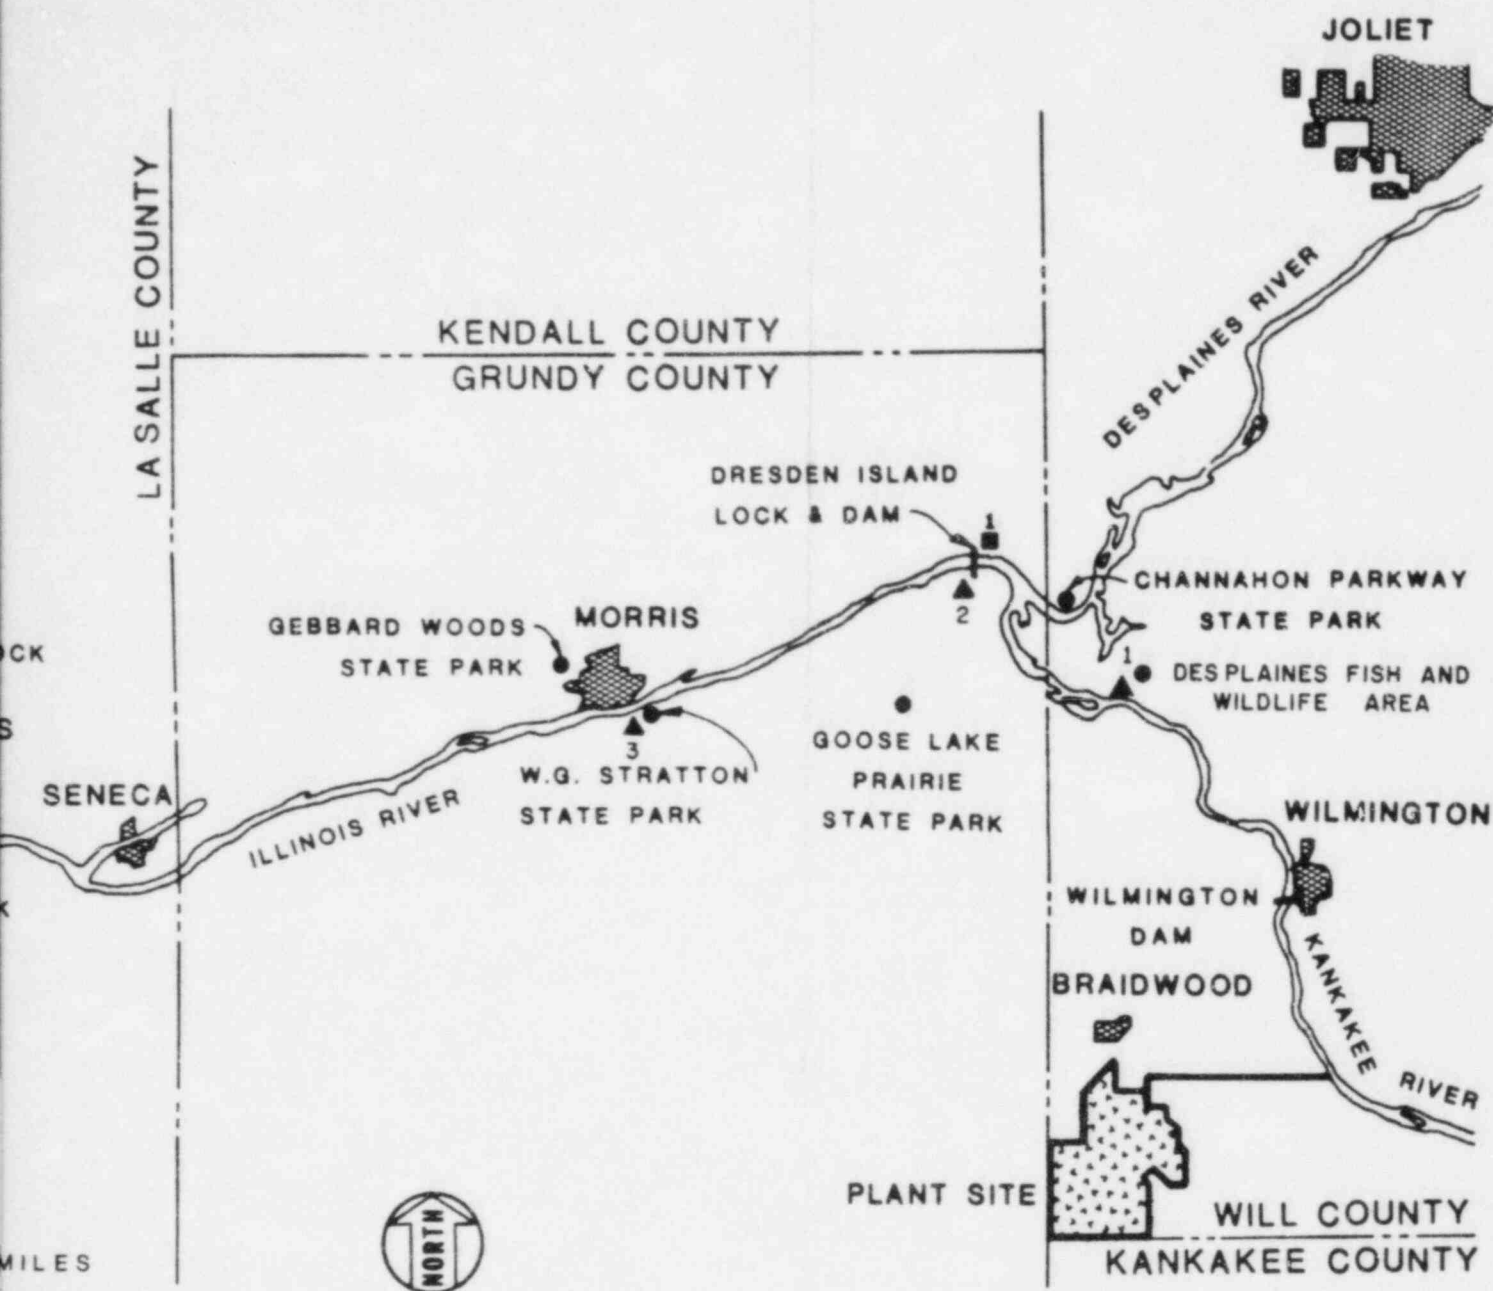 JOLIET
LA SALLE COUNTY
KENDALL COUNTY
GRUNDY COUNTY
DESPLAINES RIVER
DRESDEN ISLAND
LOCK & DAM
1
2
CHANNAHON PARKWAY
STATE PARK
GEBBARD WOODS
STATE PARK
MORRIS
1
DESPLAINES FISH AND
WILDLIFE AREA
OCK
S
3
W.G. STRATTON
STATE PARK
GOOSE LAKE
PRAIRIE
STATE PARK
SENECA
ILLINOIS RIVER
WILMINGTON
K
WILMINGTON
DAM
BRAIDWOOD
KANKAKEE RIVER
PLANT SITE
WILL COUNTY
KANKAKEE COUNTY
NORTH
MILES